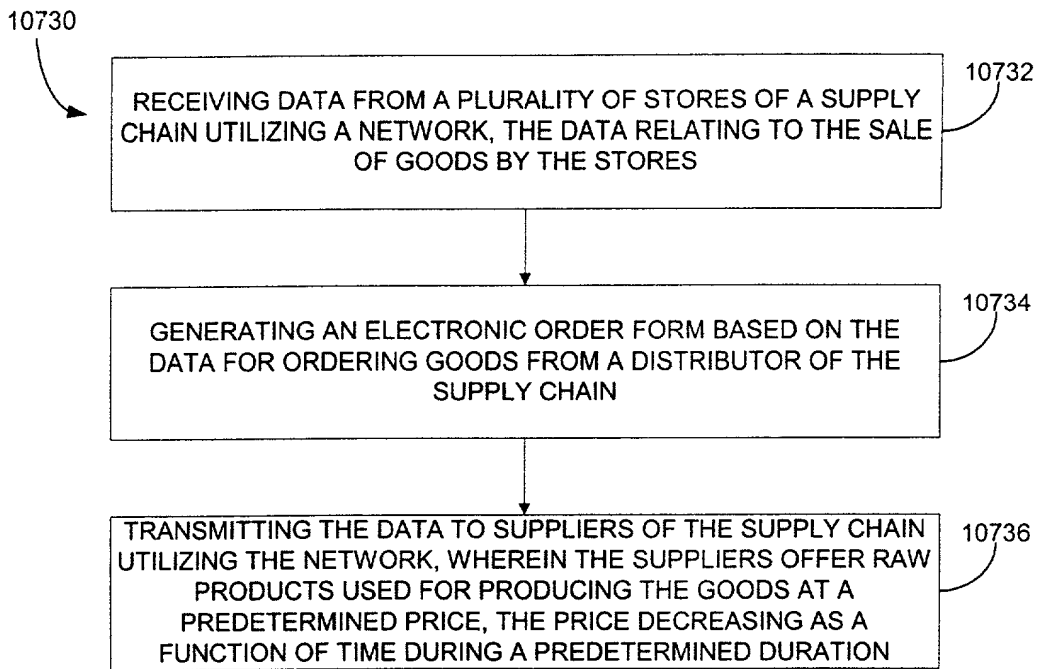 10730
10732
RECEIVING DATA FROM A PLURALITY OF STORES OF A SUPPLY
CHAIN UTILIZING A NETWORK, THE DATA RELATING TO THE SALE
OF GOODS BY THE STORES
10734
GENERATING AN ELECTRONIC ORDER FORM BASED ON THE
DATA FOR ORDERING GOODS FROM A DISTRIBUTOR OF THE
SUPPLY CHAIN
10736
TRANSMITTING THE DATA TO SUPPLIERS OF THE SUPPLY CHAIN
UTILIZING THE NETWORK, WHEREIN THE SUPPLIERS OFFER RAW
PRODUCTS USED FOR PRODUCING THE GOODS AT A
PREDETERMINED PRICE, THE PRICE DECREASING AS A
FUNCTION OF TIME DURING A PREDETERMINED DURATION